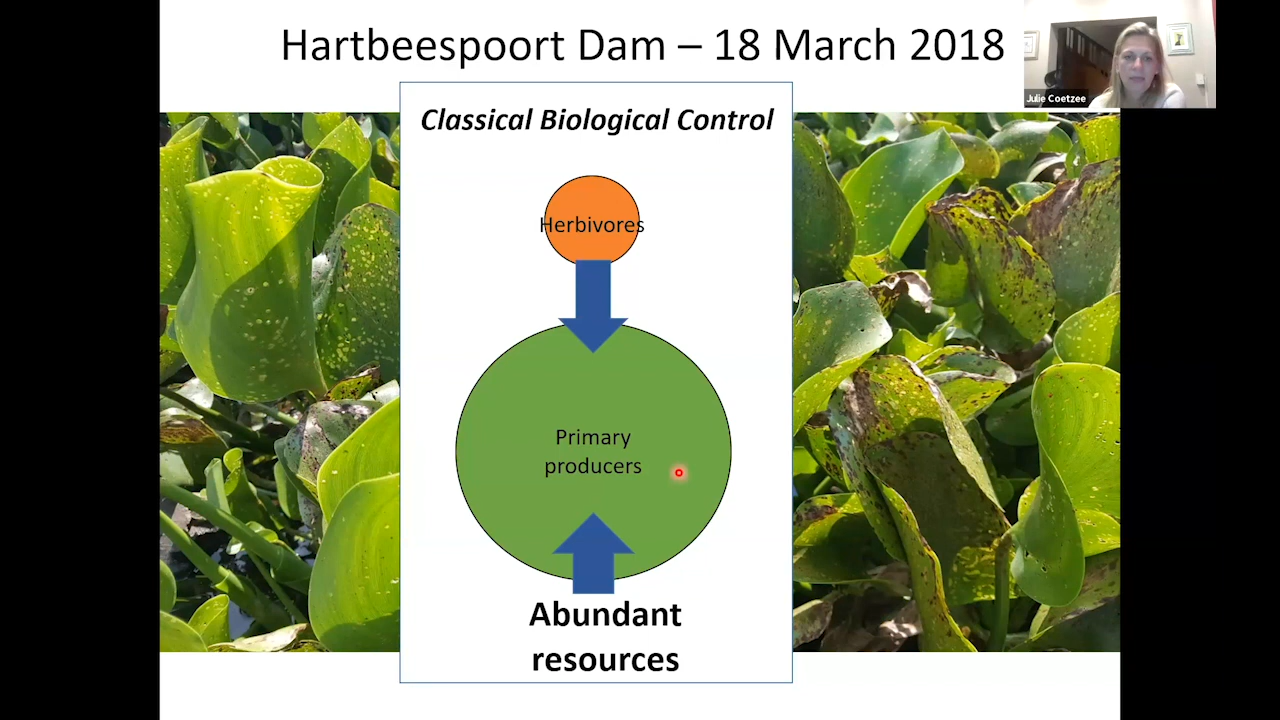 Hartbeespoort Dam – 18 March 2018
Julie Coetzee
Classical Biological Control
Herbivores
Primary
producers
Abundant
resources